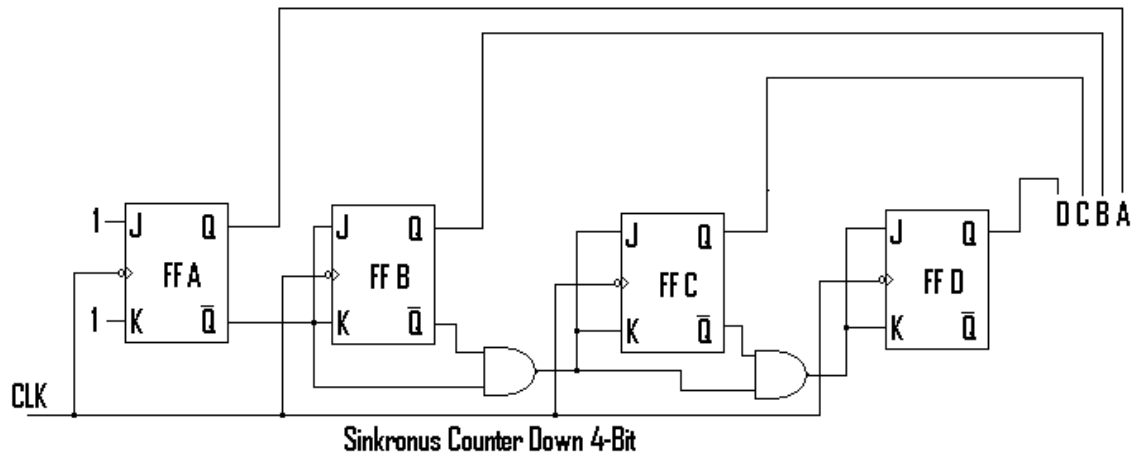 1 J Q
FF A
1 K Q̅
J Q
FF B
K Q̅
J Q
FF C
K Q̅
J Q
FF D
K Q̅
D C B A
CLK
Sinkronus Counter Down 4-Bit